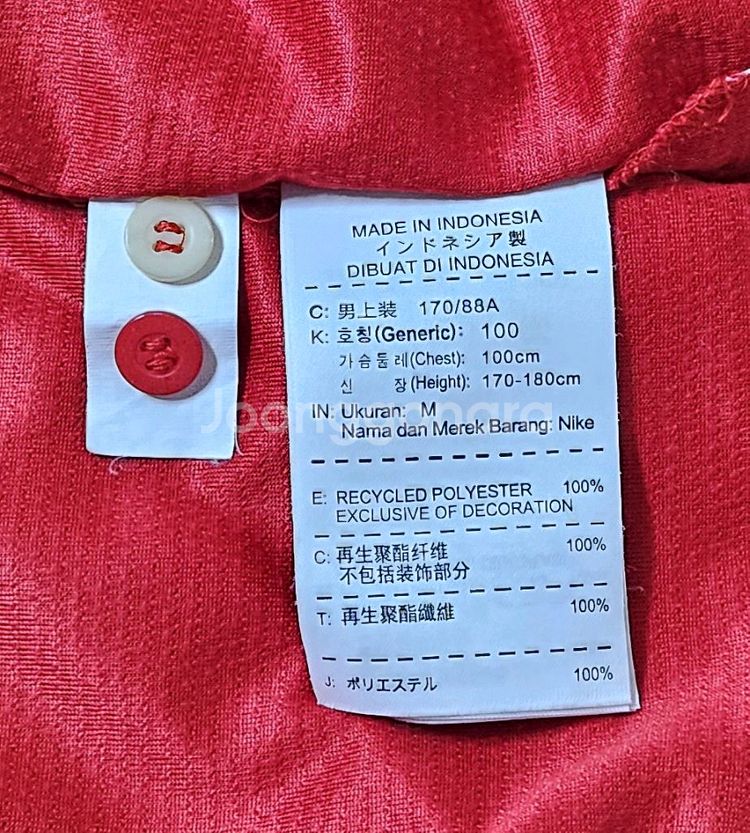 MADE IN INDONESIA
インドネシア製
DIBUAT DI INDONESIA
C: 男上装 170/88A
K: 호칭(Generic): 100
가슴둘레(Chest): 100cm
신 장(Height): 170-180cm
IN: Ukuran: M
Nama dan Merek Barang: Nike
E: RECYCLED POLYESTER 100%
EXCLUSIVE OF DECORATION
C: 再生聚酯纤维 100%
不包括装饰部分
T: 再生聚酯纖維 100%
J: ポリエステル 100%
Joonggonara